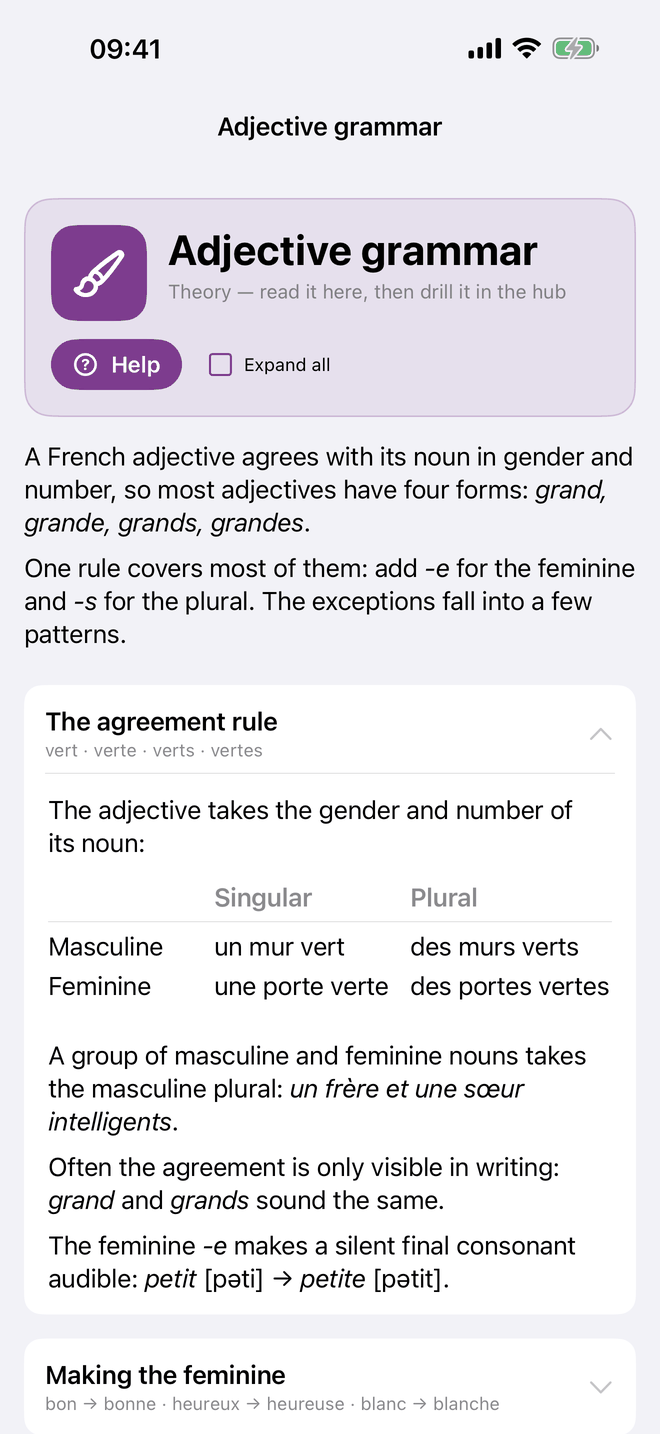 09:41
Adjective grammar
Adjective grammar
Theory — read it here, then drill it in the hub
Help
Expand all
A French adjective agrees with its noun in gender and
number, so most adjectives have four forms: grand,
grande, grands, grandes.
One rule covers most of them: add -e for the feminine
and -s for the plural. The exceptions fall into a few
patterns.
The agreement rule
vert · verte · verts · vertes
The adjective takes the gender and number of
its noun:
Singular Plural
Masculine un mur vert des murs verts
Feminine une porte verte des portes vertes
A group of masculine and feminine nouns takes
the masculine plural: un frère et une sœur
intelligents.
Often the agreement is only visible in writing:
grand and grands sound the same.
The feminine -e makes a silent final consonant
audible: petit [pəti] → petite [pətit].
Making the feminine
bon → bonne · heureux → heureuse · blanc → blanche